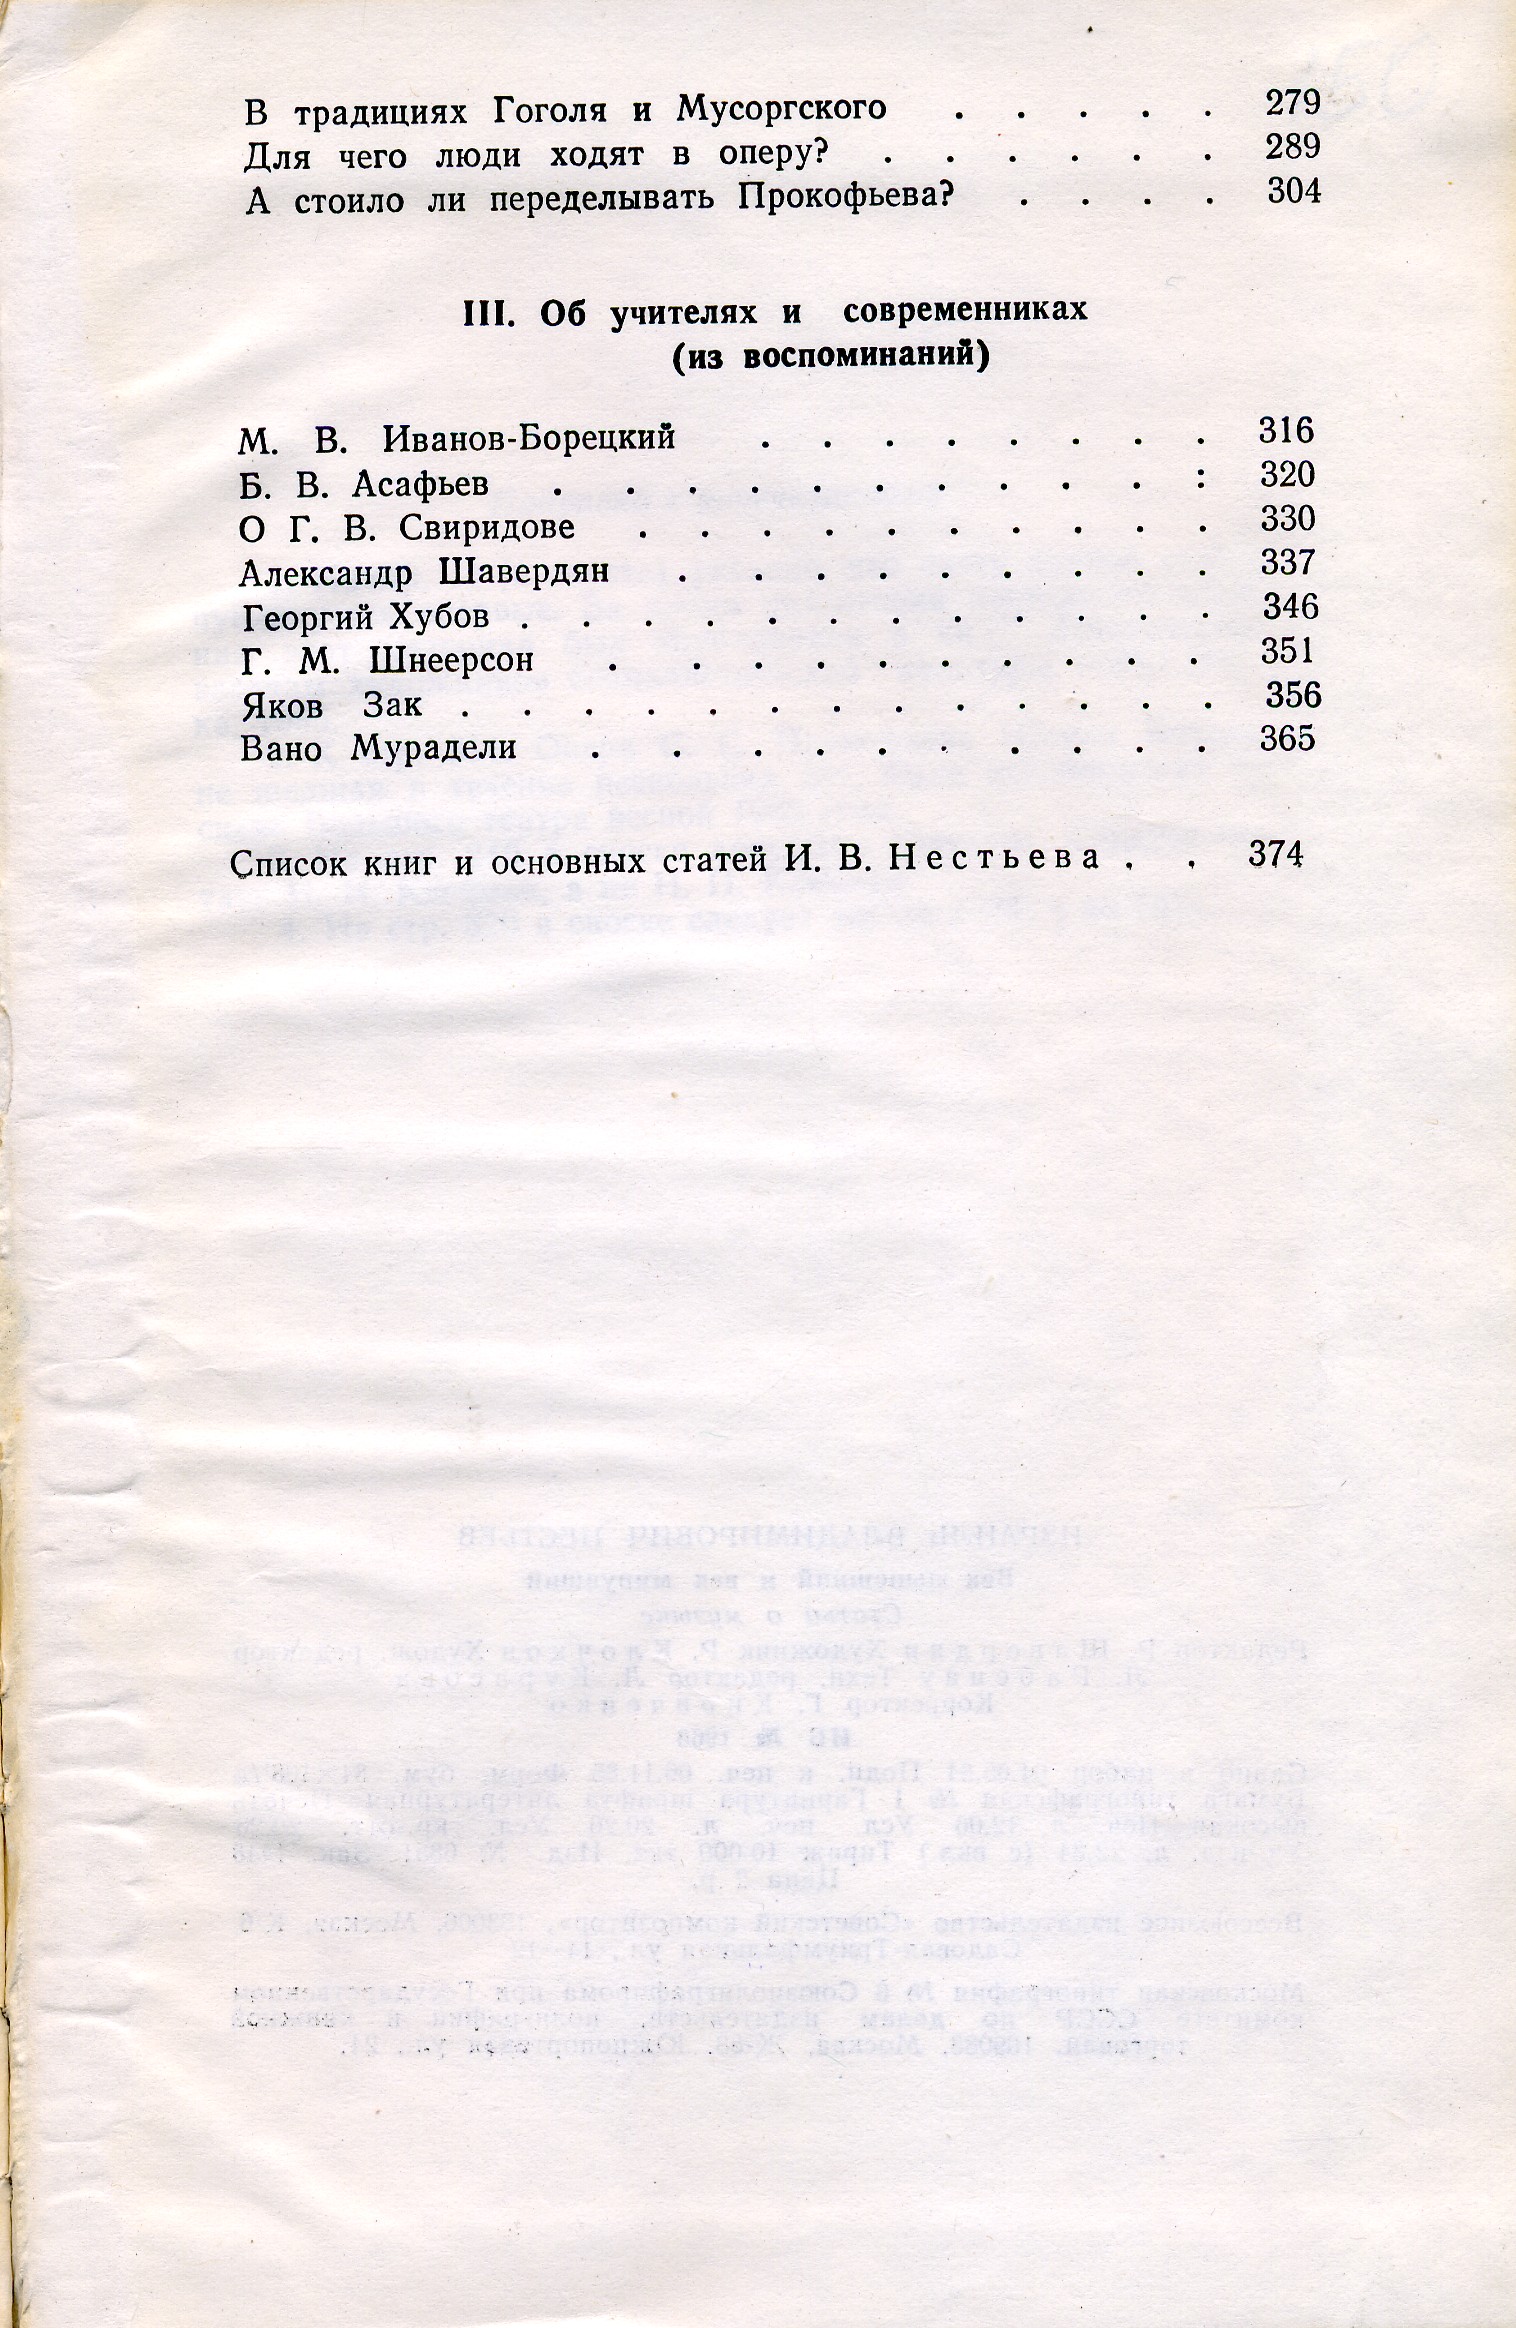 В традициях Гоголя и Мусоргского . . . . . 279
Для чего люди ходят в оперу? . . . . . . 289
А стоило ли переделывать Прокофьева? . . . . 304
III. Об учителях и современниках
(из воспоминаний)
М. В. Иванов-Борецкий . . . . . . . . 316
Б. В. Асафьев . . . . . . . . . . : 320
О Г. В. Свиридове . . . . . . . . . . 330
Александр Шавердян . . . . . . . . . 337
Георгий Хубов . . . . . . . . . . . . 346
Г. М. Шнеерсон . . . . . . . . . . 351
Яков Зак . . . . . . . . . . . . . 356
Вано Мурадели . . . . . . . . . . 365
Список книг и основных статей И. В. Нестьева . . 374